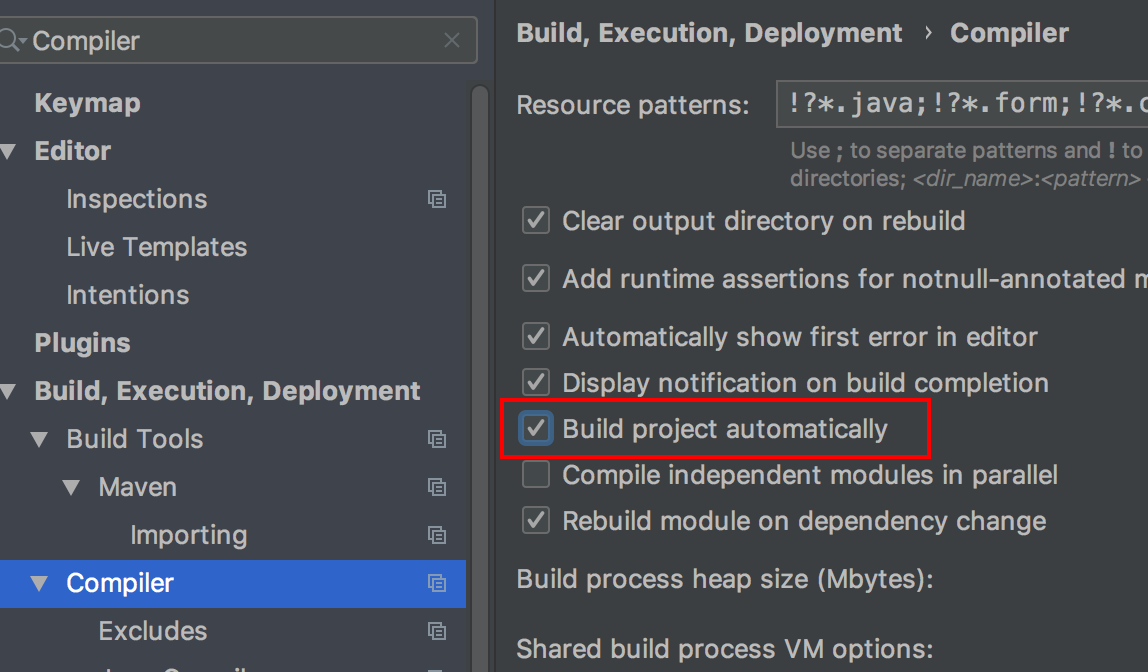 Compiler
Keymap
Editor
Inspections
Live Templates
Intentions
Plugins
Build, Execution, Deployment
Build Tools
Maven
Importing
Compiler
Excludes
Build, Execution, Deployment › Compiler
Resource patterns: !?*.java;!?*.form;!?*.c
Use ; to separate patterns and ! to
directories; <dir_name>:<pattern>
Clear output directory on rebuild
Add runtime assertions for notnull-annotated m
Automatically show first error in editor
Display notification on build completion
Build project automatically
Compile independent modules in parallel
Rebuild module on dependency change
Build process heap size (Mbytes):
Shared build process VM options: